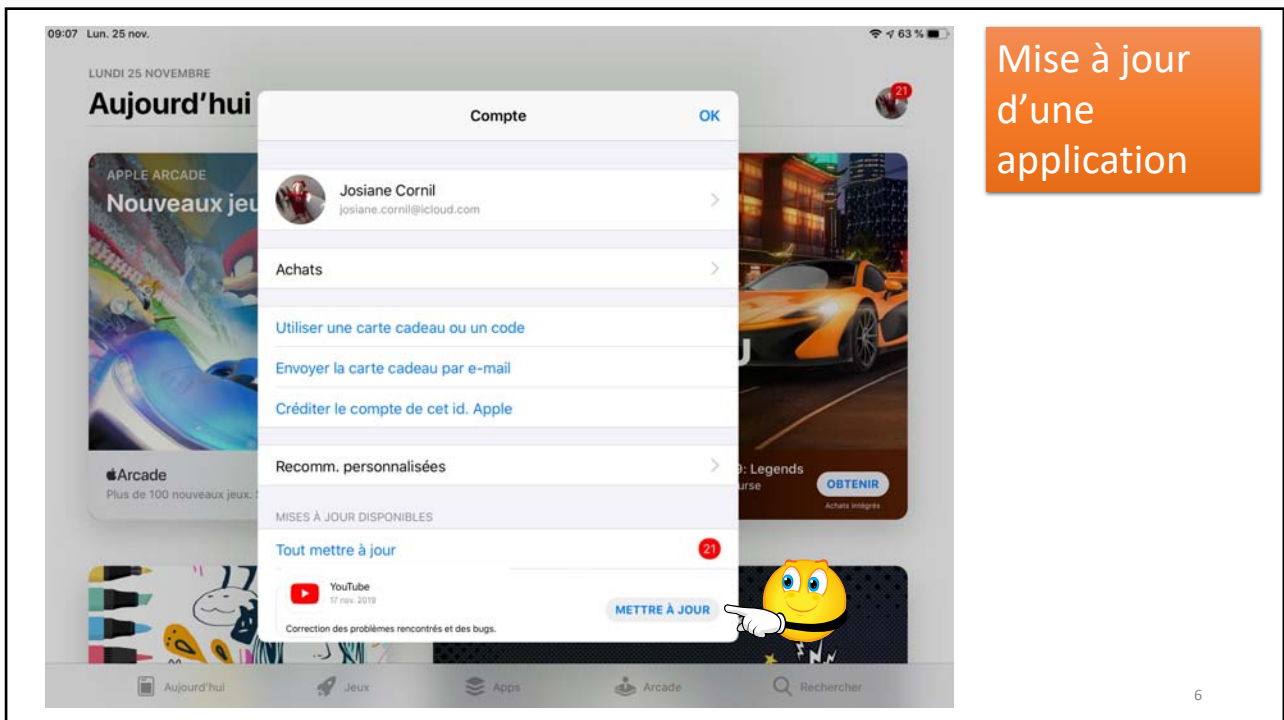 09:07 Lun. 25 nov.
63 %
LUNDI 25 NOVEMBRE
Aujourd'hui
21
Compte
OK
APPLE ARCADE
Nouveaux jeu
Josiane Cornil
josiane.cornil@icloud.com
Achats
Utiliser une carte cadeau ou un code
Envoyer la carte cadeau par e-mail
Créditer le compte de cet id. Apple
Recomm. personnalisées
Arcade
Plus de 100 nouveaux jeux.
9: Legends
urse
OBTENIR
Achats intégrés
MISES À JOUR DISPONIBLES
Tout mettre à jour
21
YouTube
17 nov. 2019
METTRE À JOUR
Correction des problèmes rencontrés et des bugs.
Aujourd'hui
Jeux
Apps
Arcade
Rechercher
Mise à jour
d'une
application
6